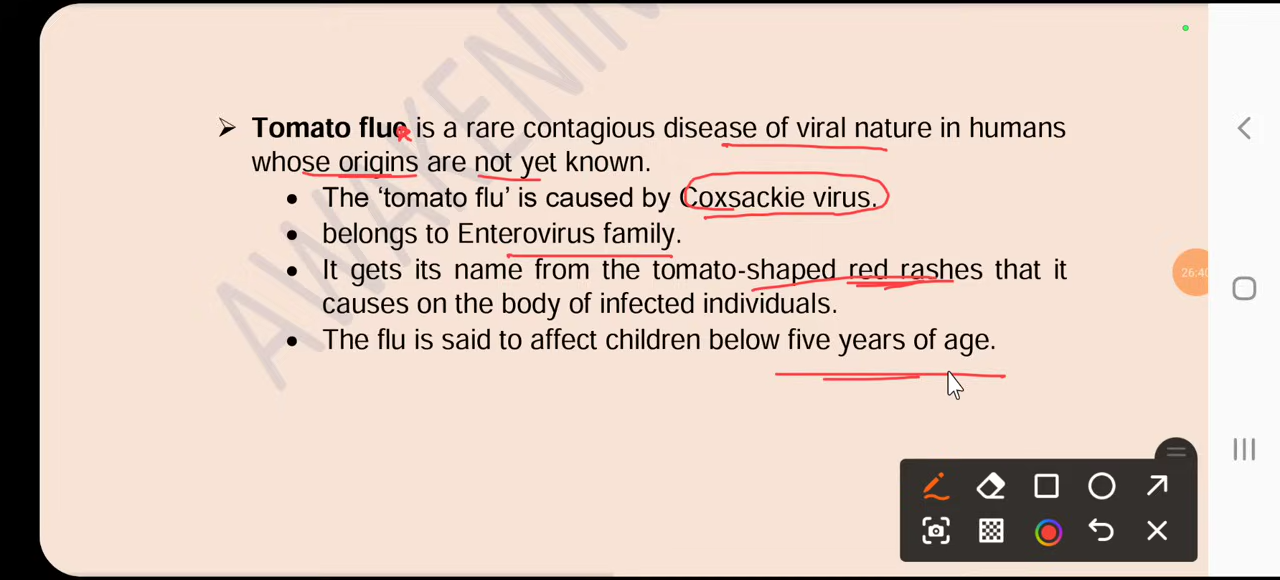 AWAKENIN
➢ Tomato flue is a rare contagious disease of viral nature in humans
whose origins are not yet known.
• The ‘tomato flu’ is caused by Coxsackie virus.
• belongs to Enterovirus family.
• It gets its name from the tomato-shaped red rashes that it
causes on the body of infected individuals.
• The flu is said to affect children below five years of age.
26:40